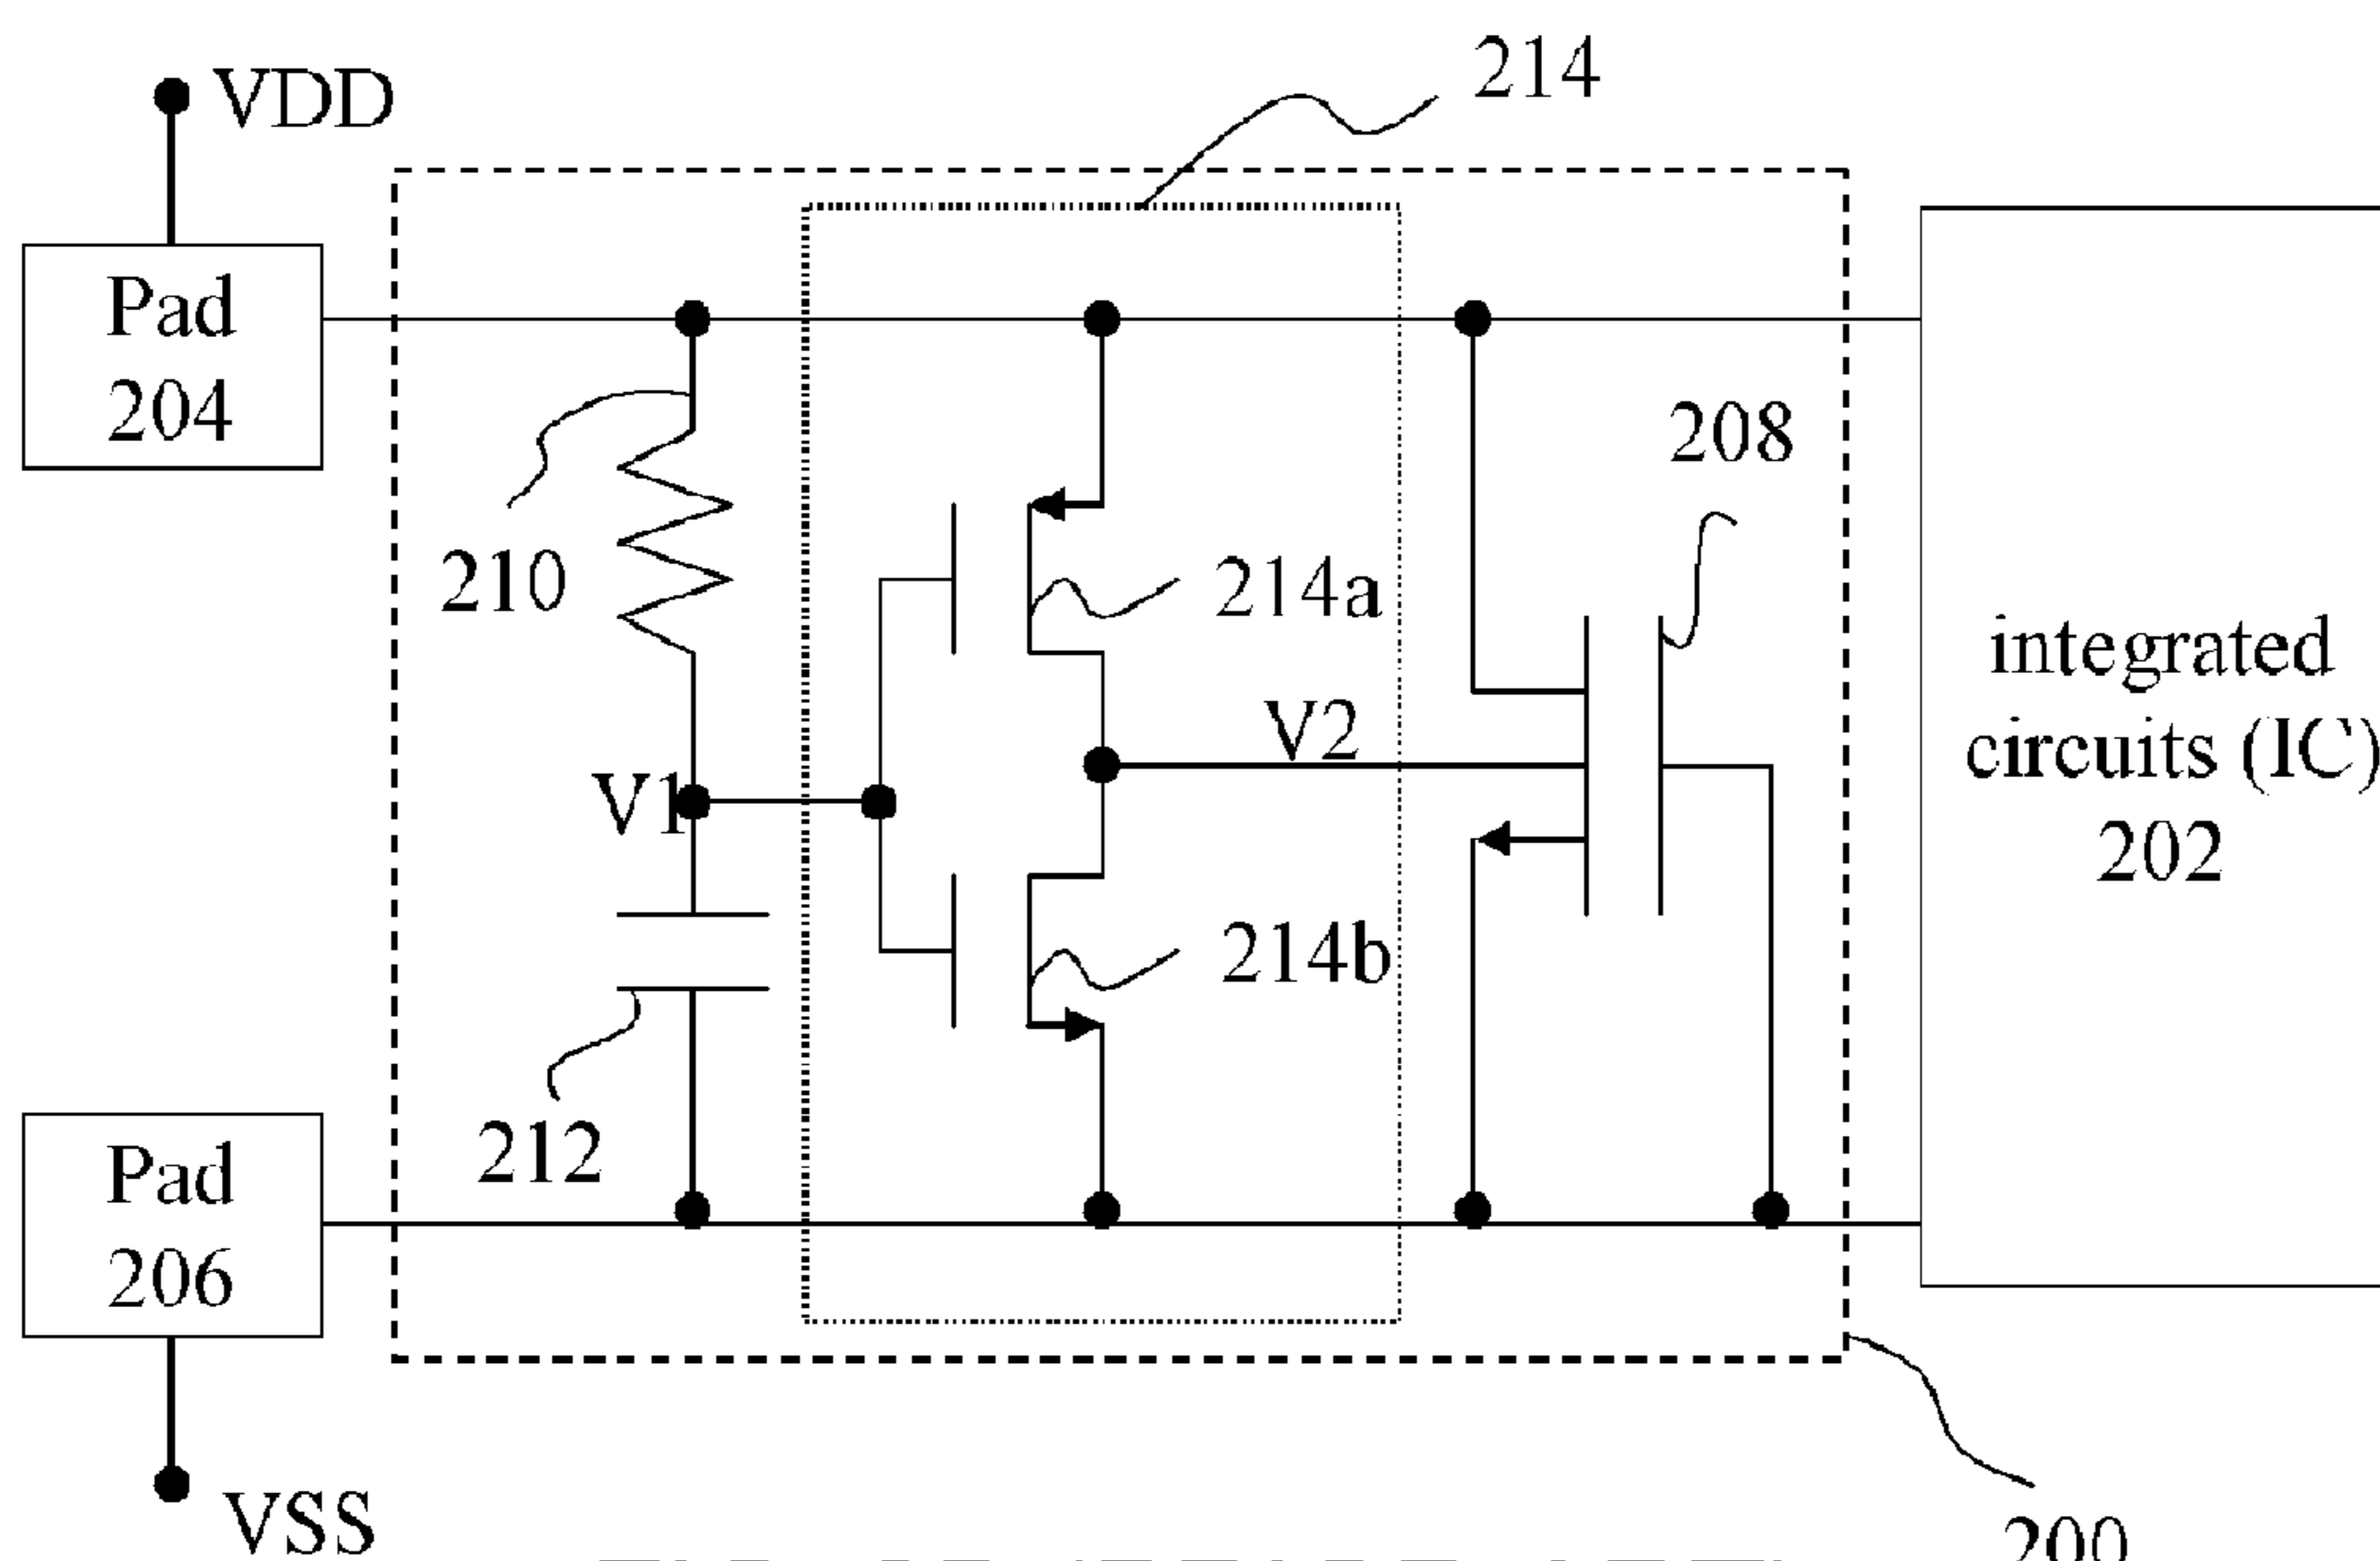 214
VDD
Pad
204
208
210
214a
integrated
circuits (IC)
202
V2
V1
214b
212
Pad
206
VSS
200